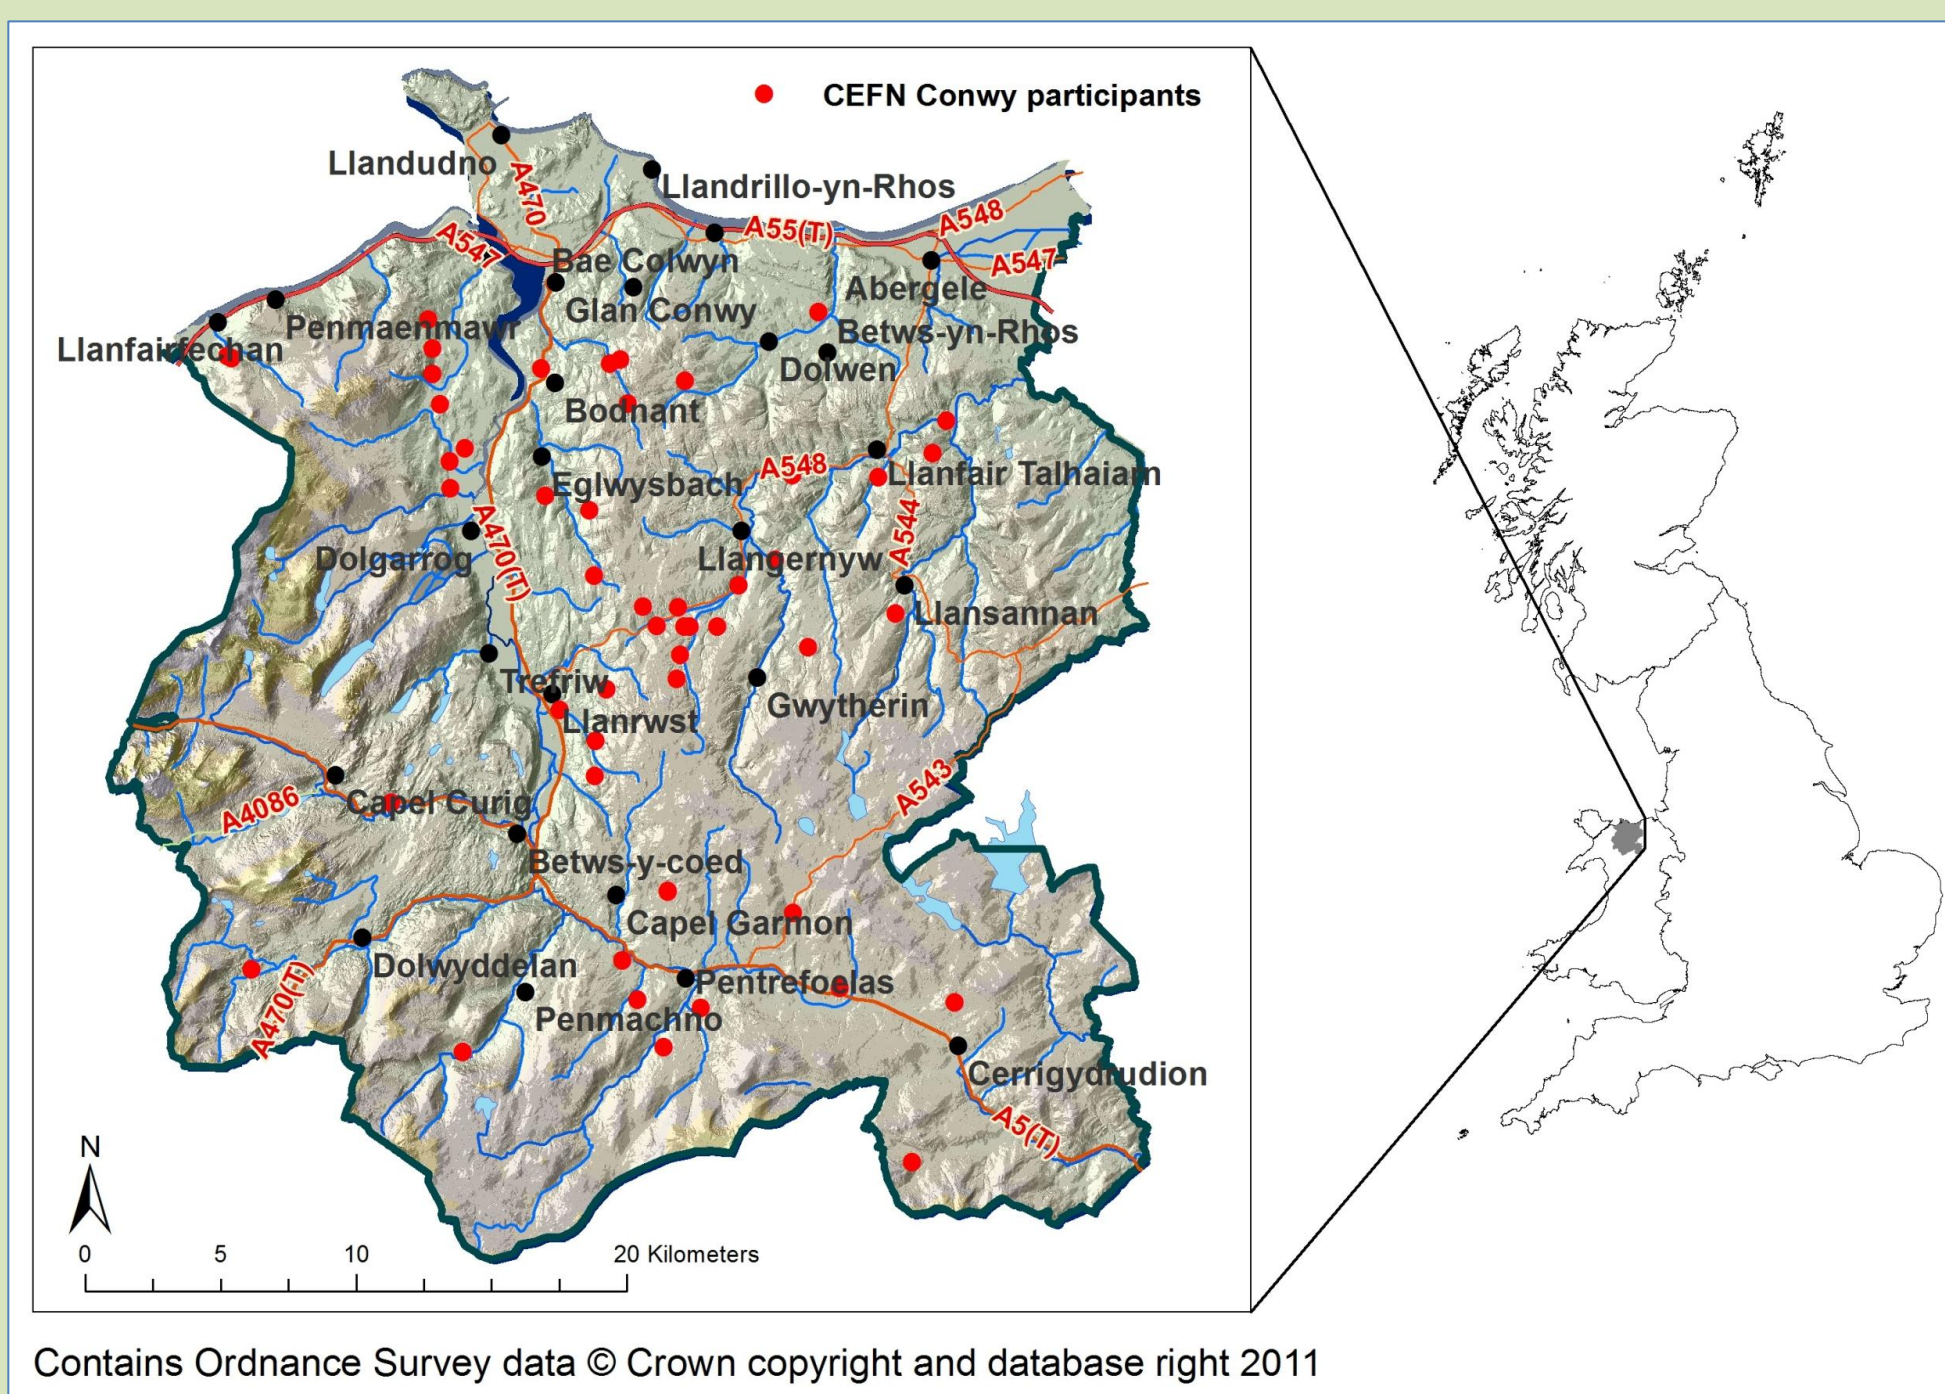 CEFN Conwy participants
Llandudno
A470
Llandrillo-yn-Rhos
A55(T)
A548
A547
A547
Bae Colwyn
Abergele
Glan Conwy
Penmaenmawr
Betws-yn-Rhos
Llanfairfechan
Dolwen
Bodnant
A548
Llanfair Talhaiarn
Eglwysbach
A544
A470(T)
Dolgarrog
Llangernyw
Llansannan
Trefriw
Gwytherin
Llanrwst
A543
Capel Curig
A4086
Betws-y-coed
Capel Garmon
Dolwyddelan
Pentrefoelas
A470(T)
Penmachno
Cerrigydrudion
A5(T)
N
0 5 10 20 Kilometers
Contains Ordnance Survey data © Crown copyright and database right 2011